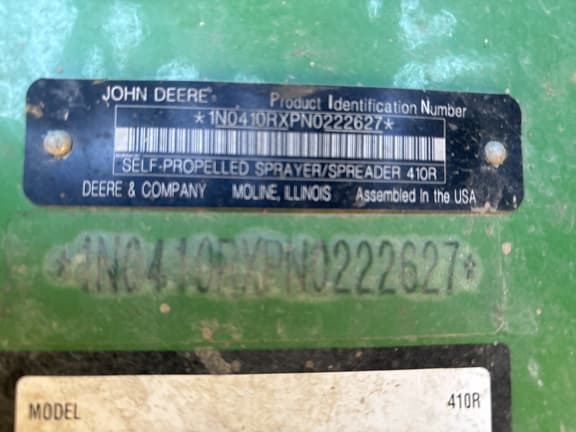 JOHN DEERE Product Identification Number
*1N0410RXPN0222627*
SELF-PROPELLED SPRAYER/SPREADER 410R
DEERE & COMPANY MOLINE, ILLINOIS Assembled in the USA
*1N0410RXPN0222627*
MODEL 410R